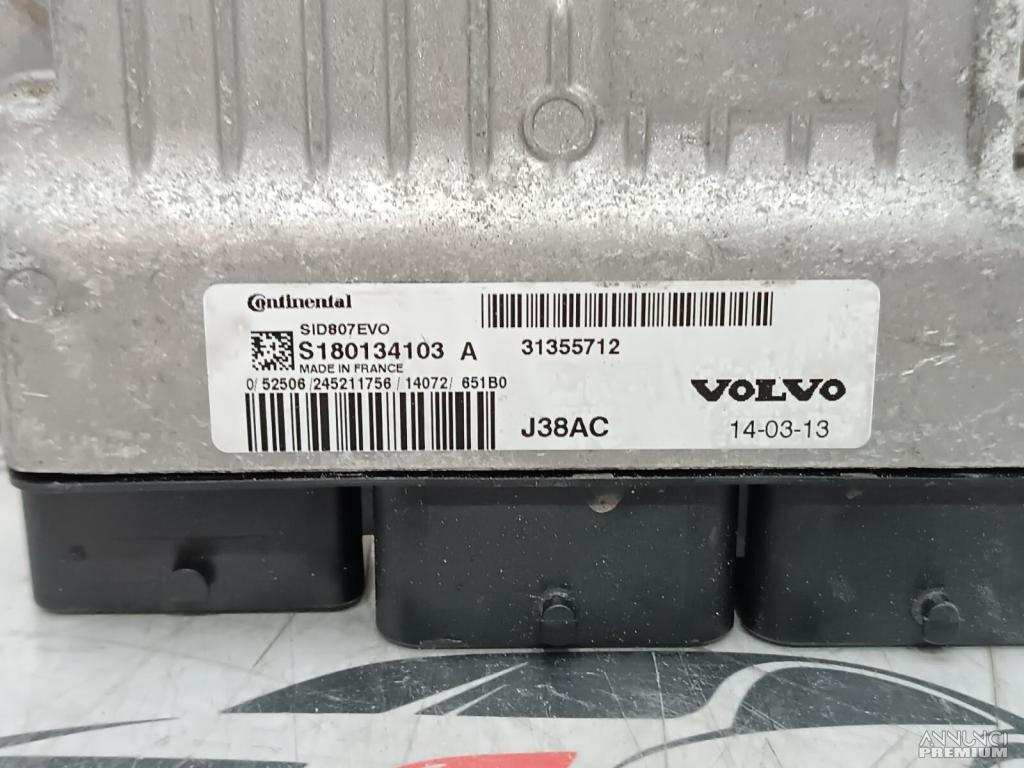 Continental
SID807EVO
S180134103 A
31355712
MADE IN FRANCE
0/ 52506 /245211756 / 14072/ 651B0
VOLVO
J38AC
14-03-13
ANNUNCI
PREMIUM